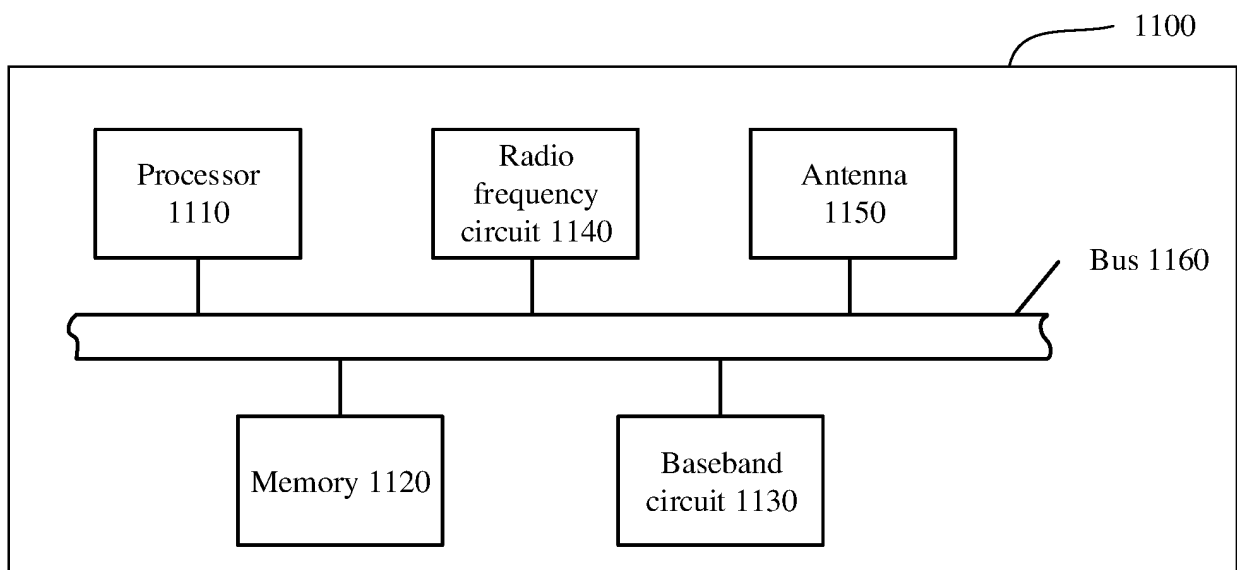 1100
Processor
1110
Radio
frequency
circuit 1140
Antenna
1150
Bus 1160
Memory 1120
Baseband
circuit 1130